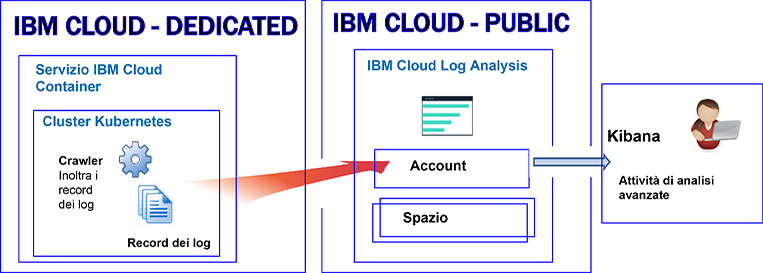 IBM CLOUD - DEDICATED
Servizio IBM Cloud
Container
Cluster Kubernetes
Crawler
Inoltra i
record
dei log
Record dei log
IBM CLOUD - PUBLIC
IBM Cloud Log Analysis
Account
Spazio
Kibana
Attività di analisi
avanzate